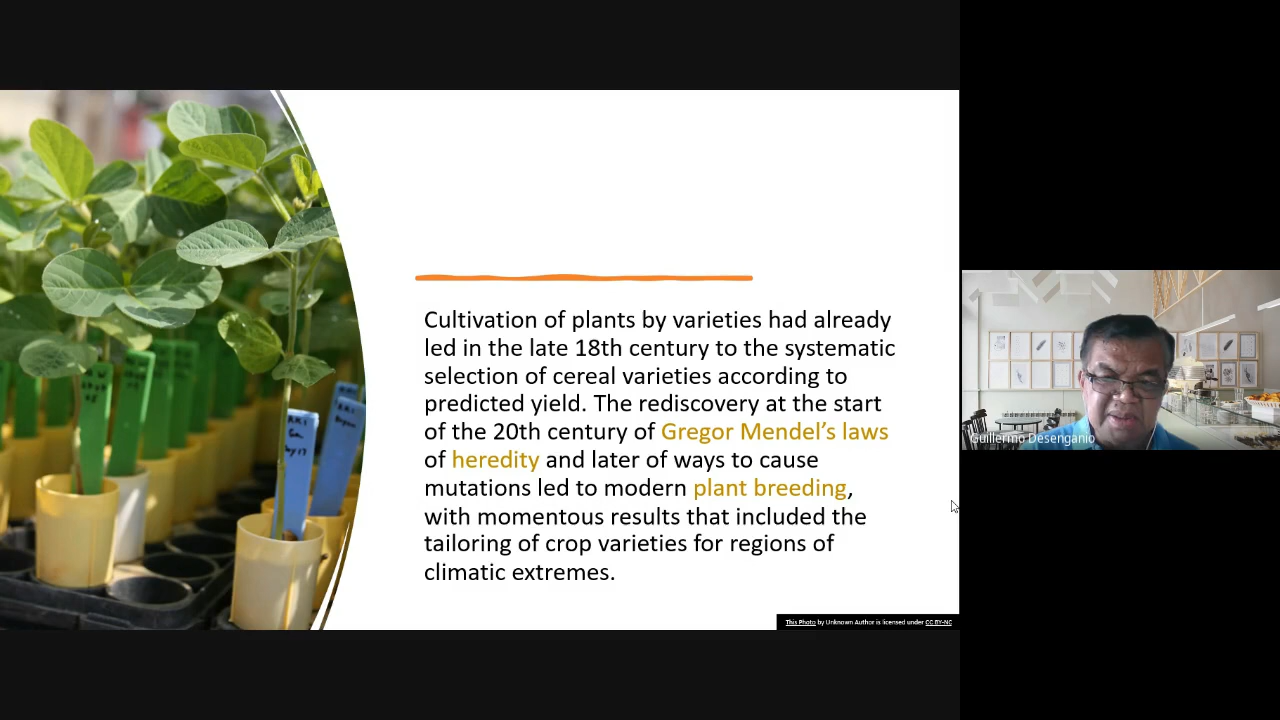 Cultivation of plants by varieties had already
led in the late 18th century to the systematic
selection of cereal varieties according to
predicted yield. The rediscovery at the start
of the 20th century of Gregor Mendel’s laws
of heredity and later of ways to cause
mutations led to modern plant breeding,
with momentous results that included the
tailoring of crop varieties for regions of
climatic extremes.
This Photo by Unknown Author is licensed under CC BY-NC
Guillermo Desenganio